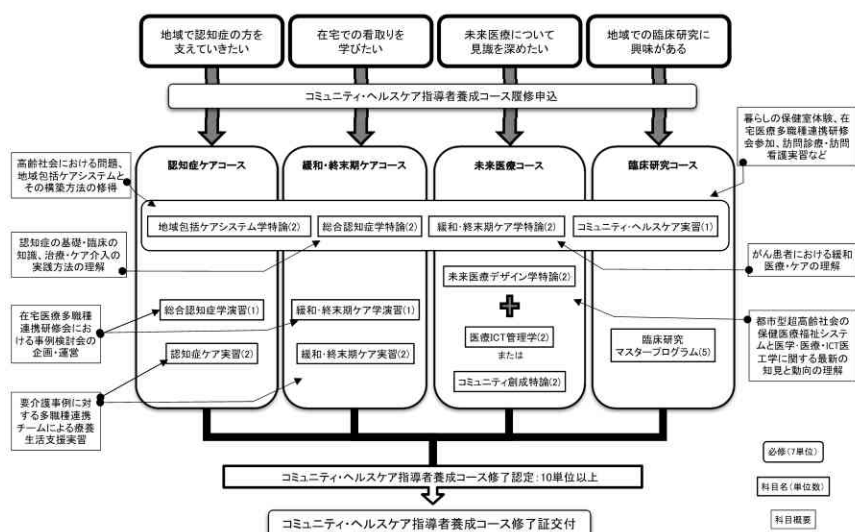 地域で認知症の方を
支えていきたい
在宅での看取りを
学びたい
未来医療について
見識を深めたい
地域での臨床研究に
興味がある
コミュニティ・ヘルスケア指導者養成コース履修申込
暮らしの保健室体験、在
宅医療多職種連携研修
会参加、訪問診療・訪問
看護実習など
高齢社会における問題、
地域包括ケアシステムと
その構築方法の修得
認知症ケアコース
緩和・終末期ケアコース
未来医療コース
臨床研究コース
地域包括ケアシステム学特論(2)
総合認知症学特論(2)
緩和・終末期ケア学特論(2)
コミュニティ・ヘルスケア実習(1)
認知症の基礎・臨床の
知識、治療・ケア介入の
実践方法の理解
がん患者における緩和
医療・ケアの理解
未来医療デザイン学特論(2)
在宅医療多職種
連携研修会にお
ける事例検討会の
企画・運営
総合認知症学演習(1)
緩和・終末期ケア学演習(1)
医療ICT管理学(2)
または
コミュニティ創成特論(2)
臨床研究
マスタープログラム(5)
都市型超高齢社会の
保健医療福祉システ
ムと医学・医療・ICT医
工学に関する最新の
知見と動向の理解
認知症ケア実習(2)
緩和・終末期ケア実習(2)
要介護事例に対
する多職種連携
チームによる療養
生活支援実習
コミュニティ・ヘルスケア指導者養成コース修了認定:10単位以上
コミュニティ・ヘルスケア指導者養成コース修了証交付
必修(7単位)
科目名(単位数)
科目概要